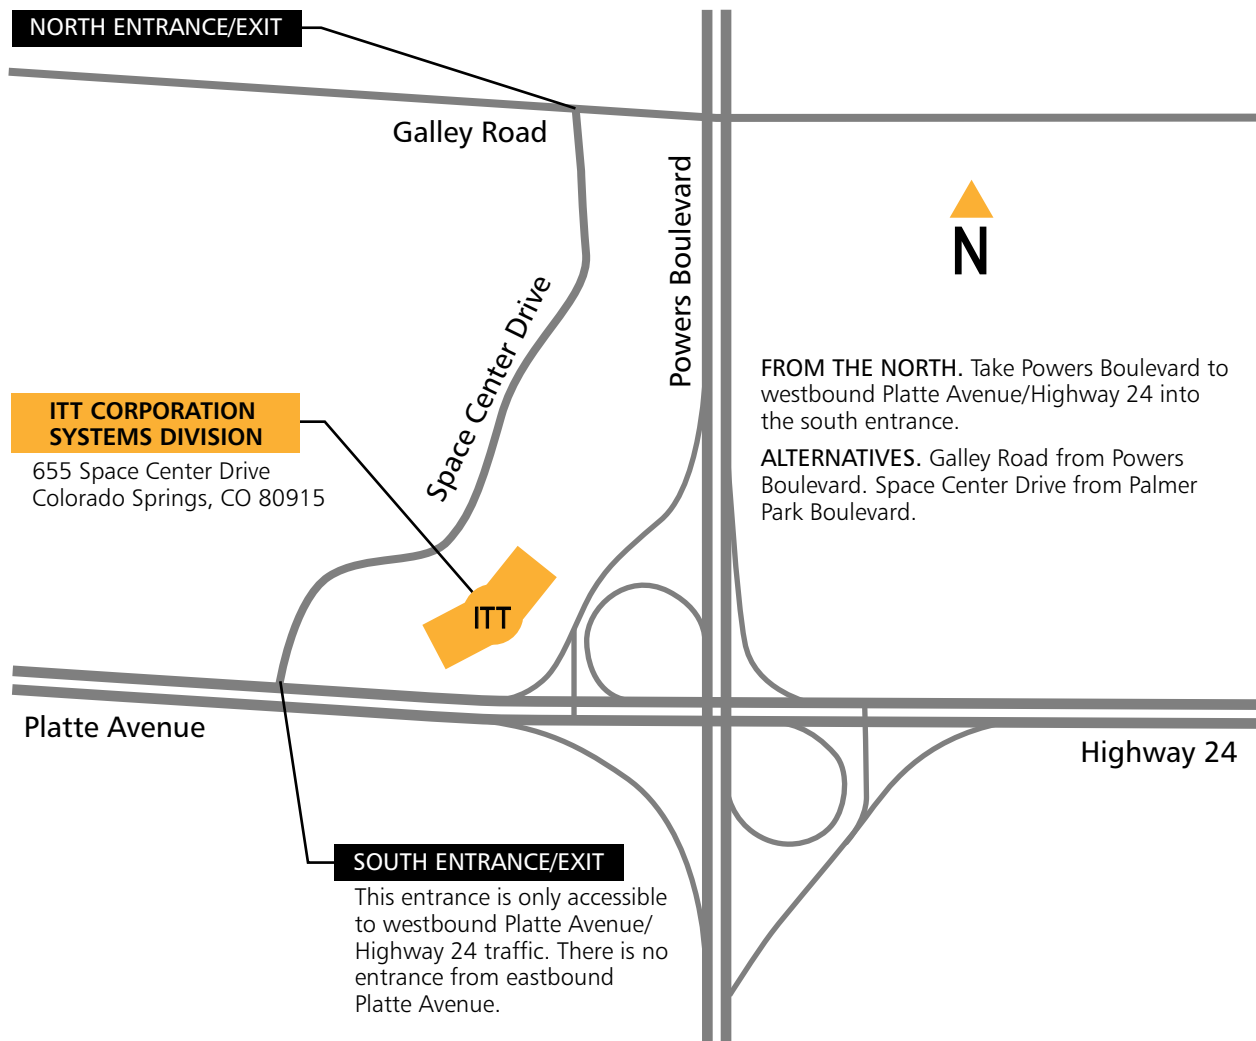 NORTH ENTRANCE/EXIT
Galley Road
Powers Boulevard
N
Space Center Drive
FROM THE NORTH. Take Powers Boulevard to
westbound Platte Avenue/Highway 24 into
the south entrance.
ALTERNATIVES. Galley Road from Powers
Boulevard. Space Center Drive from Palmer
Park Boulevard.
ITT CORPORATION
SYSTEMS DIVISION
655 Space Center Drive
Colorado Springs, CO 80915
ITT
Platte Avenue
Highway 24
SOUTH ENTRANCE/EXIT
This entrance is only accessible
to westbound Platte Avenue/
Highway 24 traffic. There is no
entrance from eastbound
Platte Avenue.